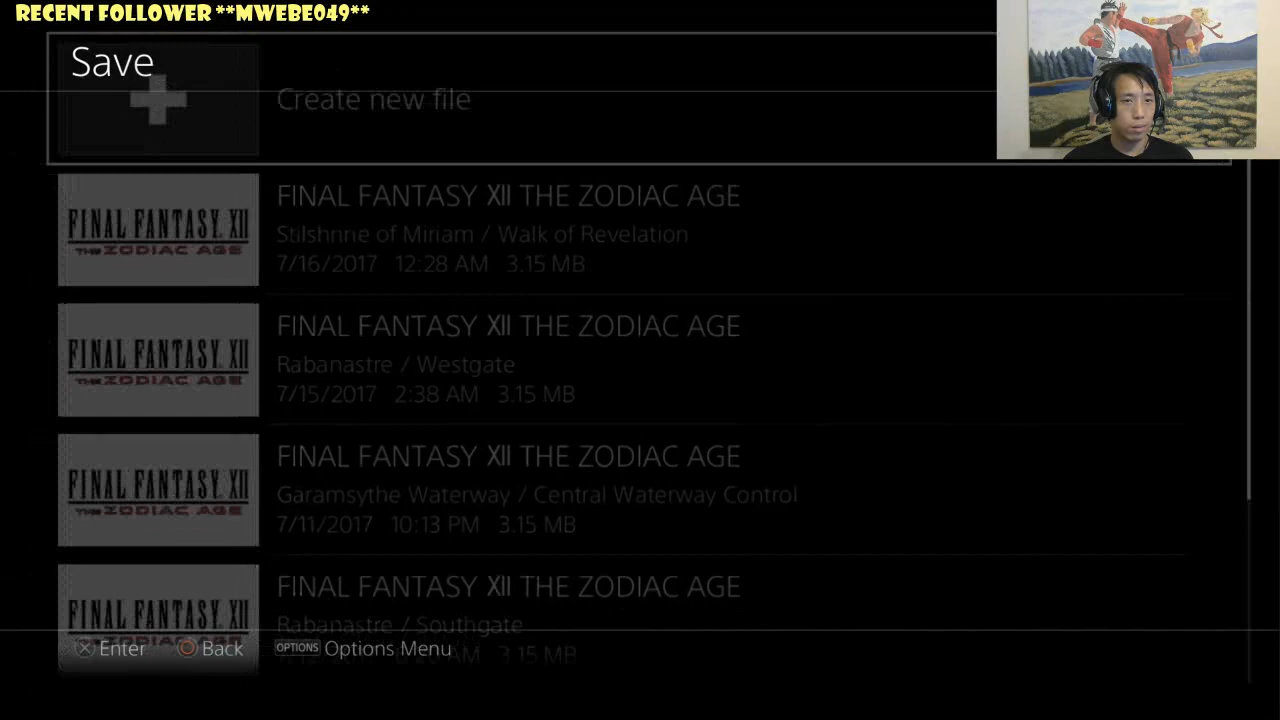 RECENT FOLLOWER **MWEBE049**
Save
Create new file
FINAL FANTASY XII
THE ZODIAC AGE
FINAL FANTASY XII THE ZODIAC AGE
Stilshrine of Miriam / Walk of Revelation
7/16/2017 12:28 AM 3.15 MB
FINAL FANTASY XII
THE ZODIAC AGE
FINAL FANTASY XII THE ZODIAC AGE
Rabanastre / Westgate
7/15/2017 2:38 AM 3.15 MB
FINAL FANTASY XII
THE ZODIAC AGE
FINAL FANTASY XII THE ZODIAC AGE
Garamsythe Waterway / Central Waterway Control
7/11/2017 10:13 PM 3.15 MB
FINAL FANTASY XII
THE ZODIAC AGE
FINAL FANTASY XII THE ZODIAC AGE
Rabanastre / Southgate
AM 3.15 MB
Enter Back OPTIONS Options Menu